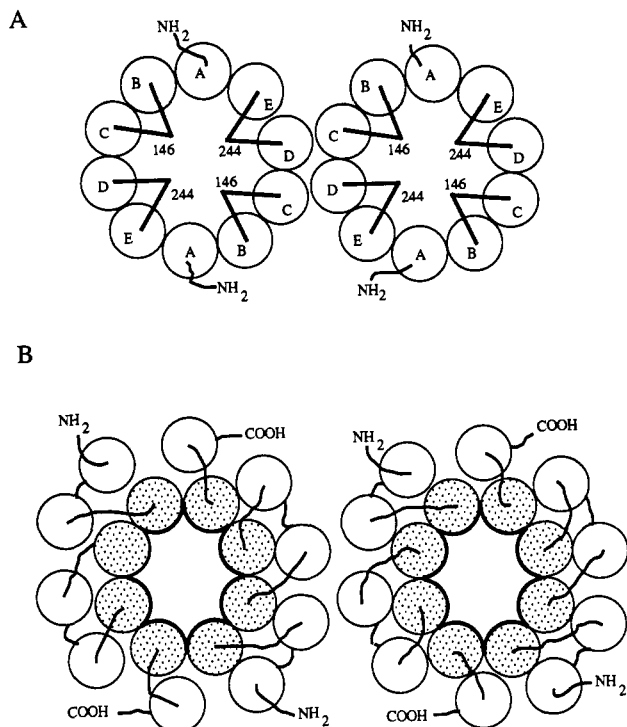 A
NH2 NH2
A A
B E B E
C D C D
146 244 146 244
D 244 146 C D 244 146 C
E B E B
A A
NH2 NH2
B
NH2 COOH NH2 COOH
COOH NH2 COOH NH2